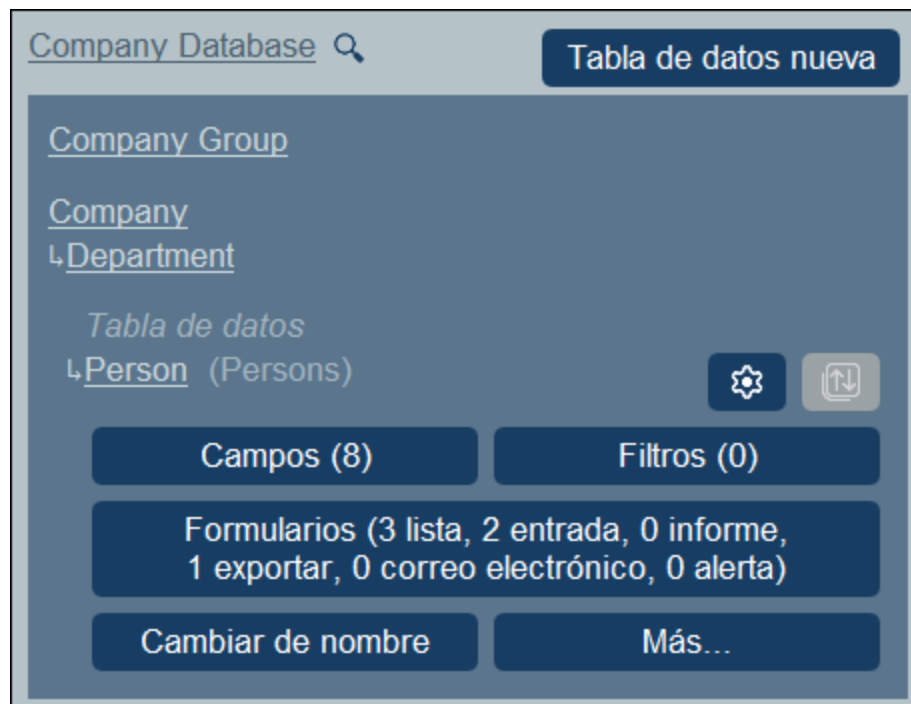 Company Database
Tabla de datos nueva
Company Group
Company
↳Department
Tabla de datos
↳Person (Persons)
Campos (8)
Filtros (0)
Formularios (3 lista, 2 entrada, 0 informe,
1 exportar, 0 correo electrónico, 0 alerta)
Cambiar de nombre
Más...